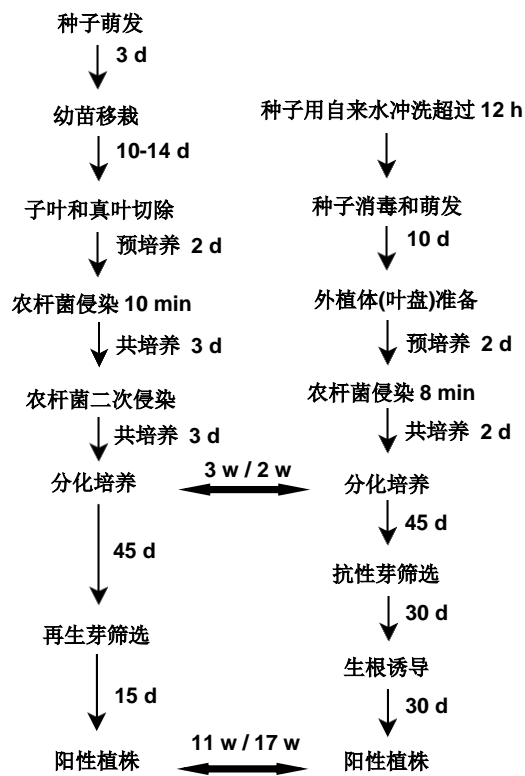 种子萌发
3 d
幼苗移栽
10-14 d
子叶和真叶切除
预培养 2 d
农杆菌侵染 10 min
共培养 3 d
农杆菌二次侵染
共培养 3 d
分化培养
45 d
再生芽筛选
15 d
阳性植株
3 w / 2 w
11 w / 17 w
种子用自来水冲洗超过 12 h
种子消毒和萌发
10 d
外植体(叶盘)准备
预培养 2 d
农杆菌侵染 8 min
共培养 2 d
分化培养
45 d
抗性芽筛选
30 d
生根诱导
30 d
阳性植株